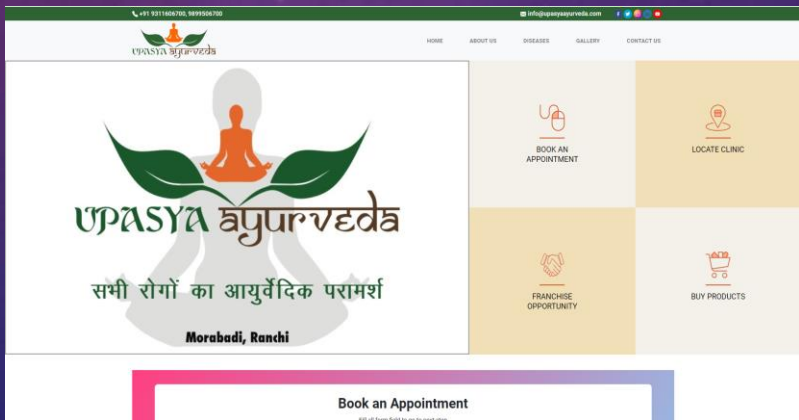 +91 9311606700, 9899506700
info@upasyaayurveda.com
UPASYA ayurveda
HOME
ABOUT US
DISEASES
GALLERY
CONTACT US
UPASYA ayurveda
सभी रोगों का आयुर्वेदिक परामर्श
Morabadi, Ranchi
BOOK AN
APPOINTMENT
LOCATE CLINIC
FRANCHISE
OPPORTUNITY
BUY PRODUCTS
Book an Appointment